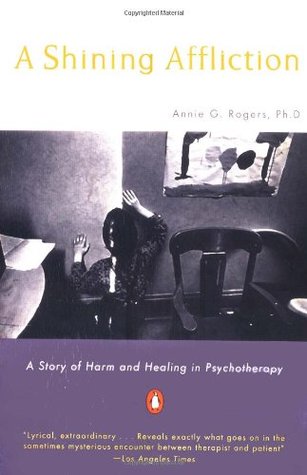 A Shining Affliction
Annie G. Rogers, Ph.D
A Story of Harm and Healing in Psychotherapy
"Lyrical, extraordinary . . . Reveals exactly what goes on in the
sometimes mysterious encounter between therapist and patient"
—Los Angeles Times